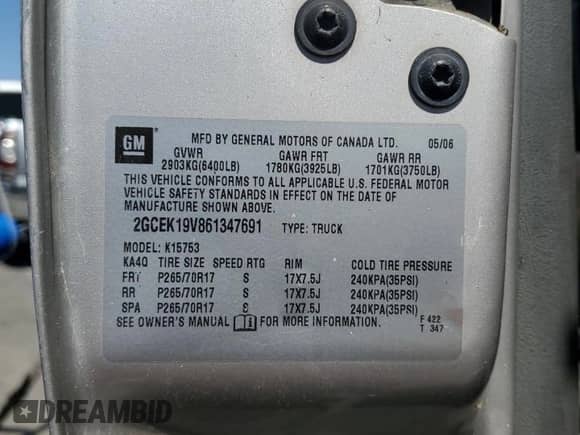 GM
MFD BY GENERAL MOTORS OF CANADA LTD. 05/06
GVWR GAWR FRT GAWR RR
2903KG(6400LB) 1780KG(3925LB) 1701KG(3750LB)
THIS VEHICLE CONFORMS TO ALL APPLICABLE U.S. FEDERAL MOTOR
VEHICLE SAFETY STANDARDS IN EFFECT ON THE DATE OF
MANUFACTURE SHOWN ABOVE.
2GCEK19V861347691 TYPE: TRUCK
MODEL: K15753
KA4Q TIRE SIZE SPEED RTG RIM COLD TIRE PRESSURE
FRT P265/70R17 S 17X7.5J 240KPA(35PSI)
RR P265/70R17 S 17X7.5J 240KPA(35PSI)
SPA P265/70R17 S 17X7.5J 240KPA(35PSI)
SEE OWNER'S MANUAL FOR MORE INFORMATION. F 422
T 347
DREAMBID